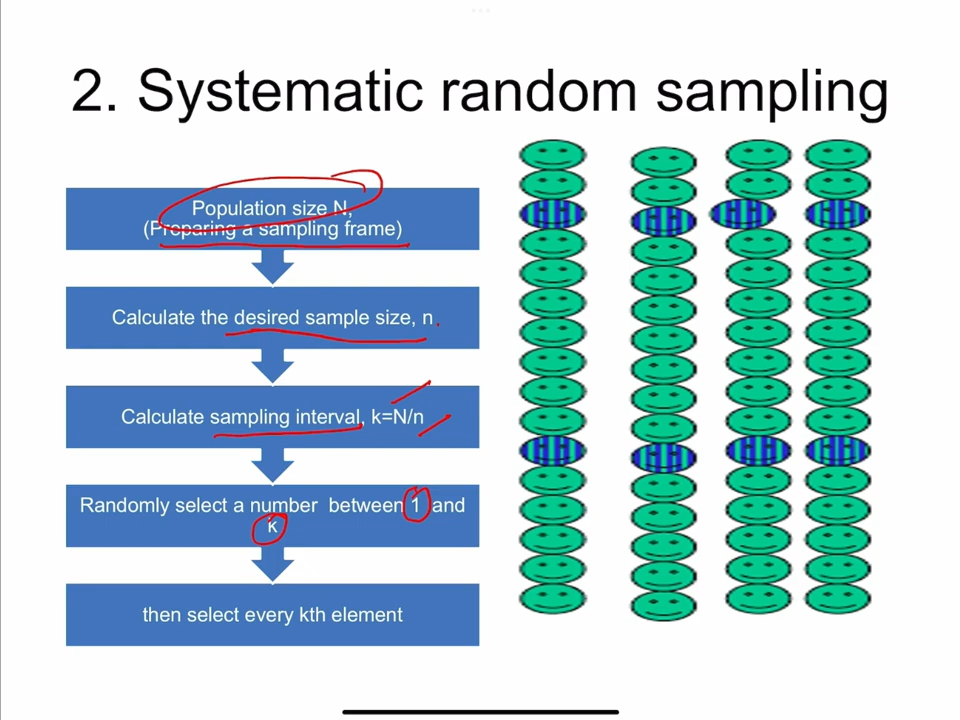 2. Systematic random sampling
Population size N,
(Preparing a sampling frame)
Calculate the desired sample size, n
Calculate sampling interval, k=N/n
Randomly select a number between 1 and
k
then select every kth element